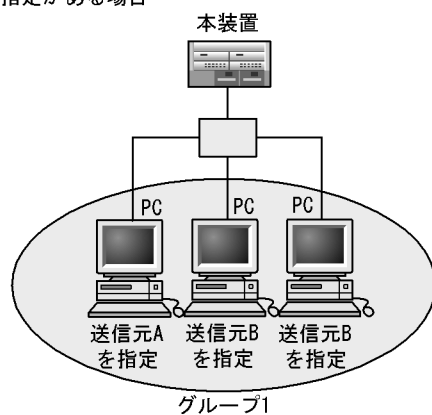 指定がある場合
本装置
PC PC PC
送信元A 送信元B 送信元B
を指定 を指定 を指定
グループ1